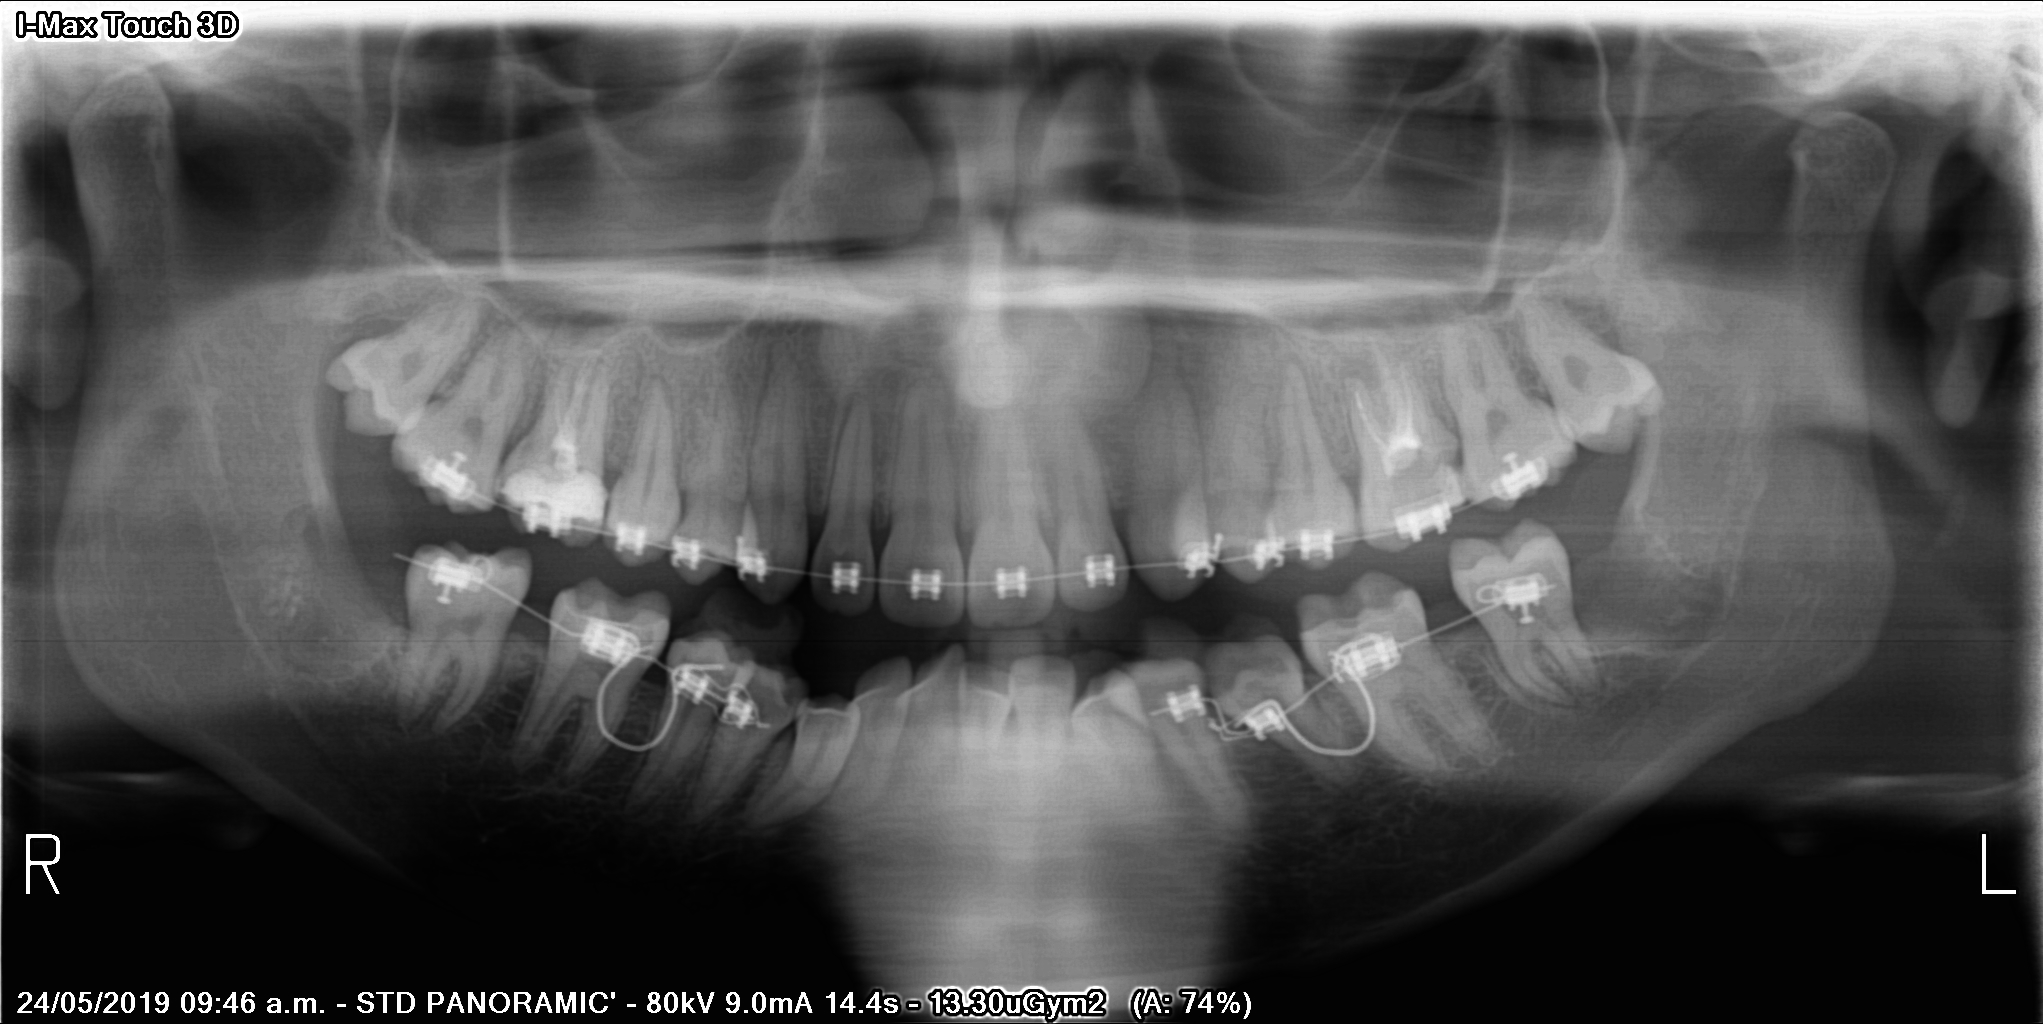 I-Max Touch 3D
R
L
24/05/2019 09:46 a.m. - STD PANORAMIC' - 80kV 9.0mA 14.4s - 13.30uGym2 (A: 74%)